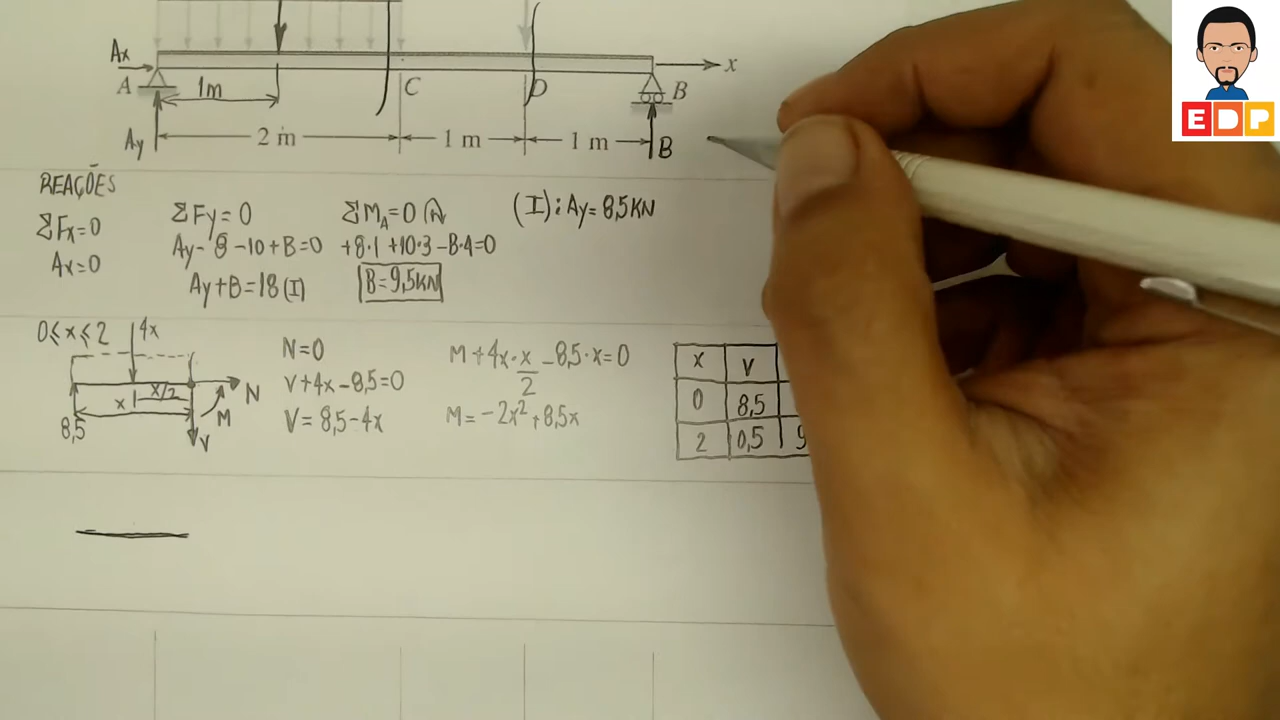 Ax
x
A
1m
C
D
B
Ay
2 m
1 m
1 m
B
EDP
REAÇÕES
ΣFx=0
Ax=0
ΣFy=0
Ay-8-10+B=0
Ay+B=18(I)
ΣM_A=0
+8·1+10·3-B·4=0
B=9,5KN
(I): Ay=8,5KN
0≤x≤2
4x
x/2
x
N
M
V
8,5
N=0
V+4x-8,5=0
V=8,5-4x
M+4x·x/2-8,5·x=0
M=-2x²+8,5x
x V
0 8,5
2 0,5 9